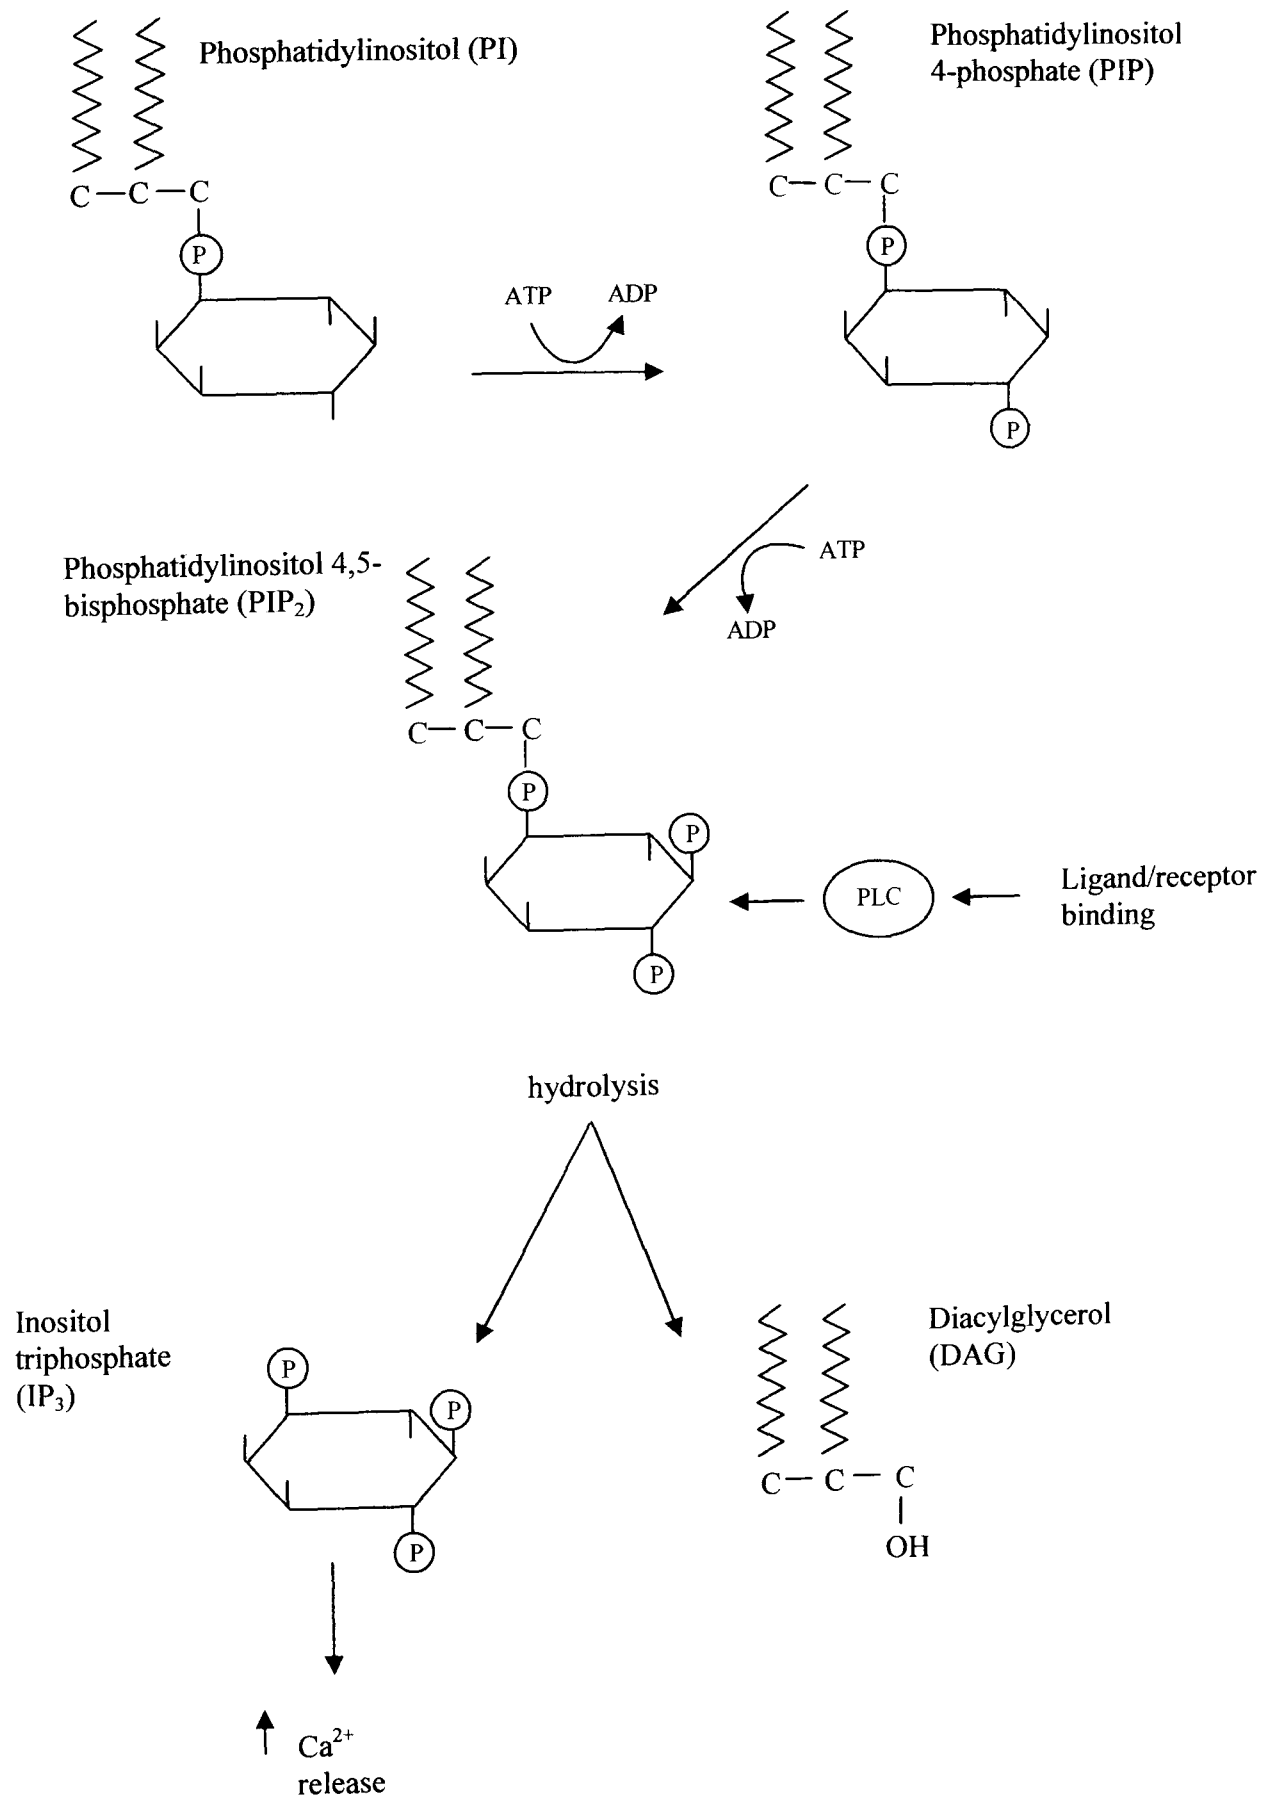 Phosphatidylinositol (PI)
Phosphatidylinositol
4-phosphate (PIP)
C — C — C
C — C — C
P
P
ATP
ADP
P
ATP
ADP
Phosphatidylinositol 4,5-
bisphosphate (PIP₂)
C — C — C
P
P
P
PLC
Ligand/receptor
binding
hydrolysis
Inositol
triphosphate
(IP₃)
P
P
P
Diacylglycerol
(DAG)
C — C — C
OH
Ca²⁺
release